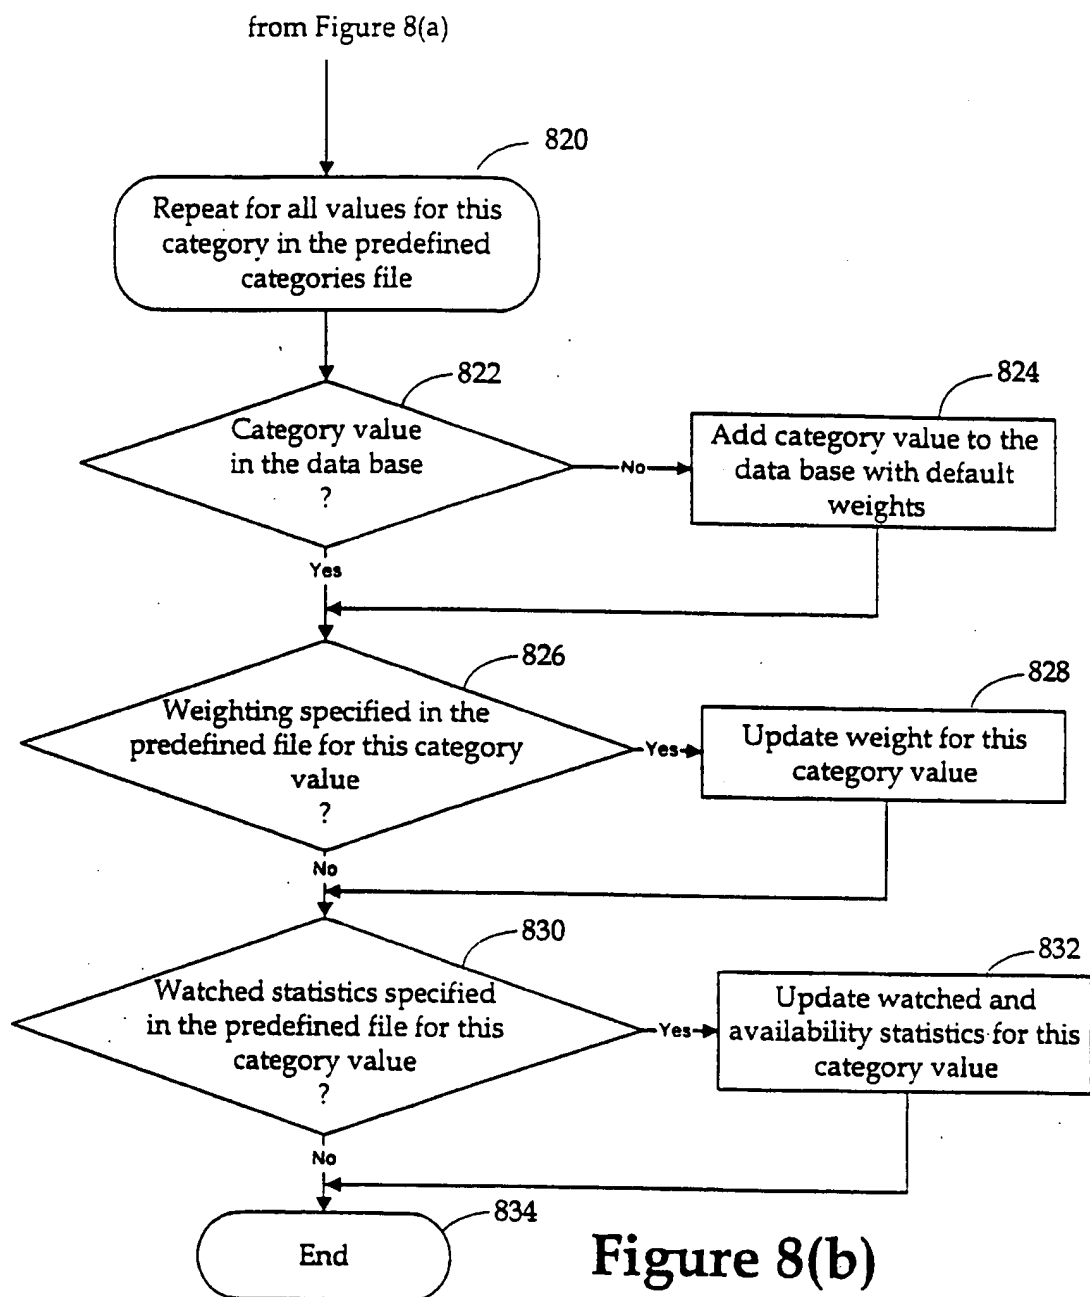 from Figure 8(a)
820
Repeat for all values for this
category in the predefined
categories file
822
Category value
in the data base
?
No
824
Add category value to the
data base with default
weights
Yes
826
Weighting specified in the
predefined file for this category
value
?
Yes
828
Update weight for this
category value
No
830
Watched statistics specified
in the predefined file for this
category value
?
Yes
832
Update watched and
availability statistics for this
category value
No
834
End
Figure 8(b)